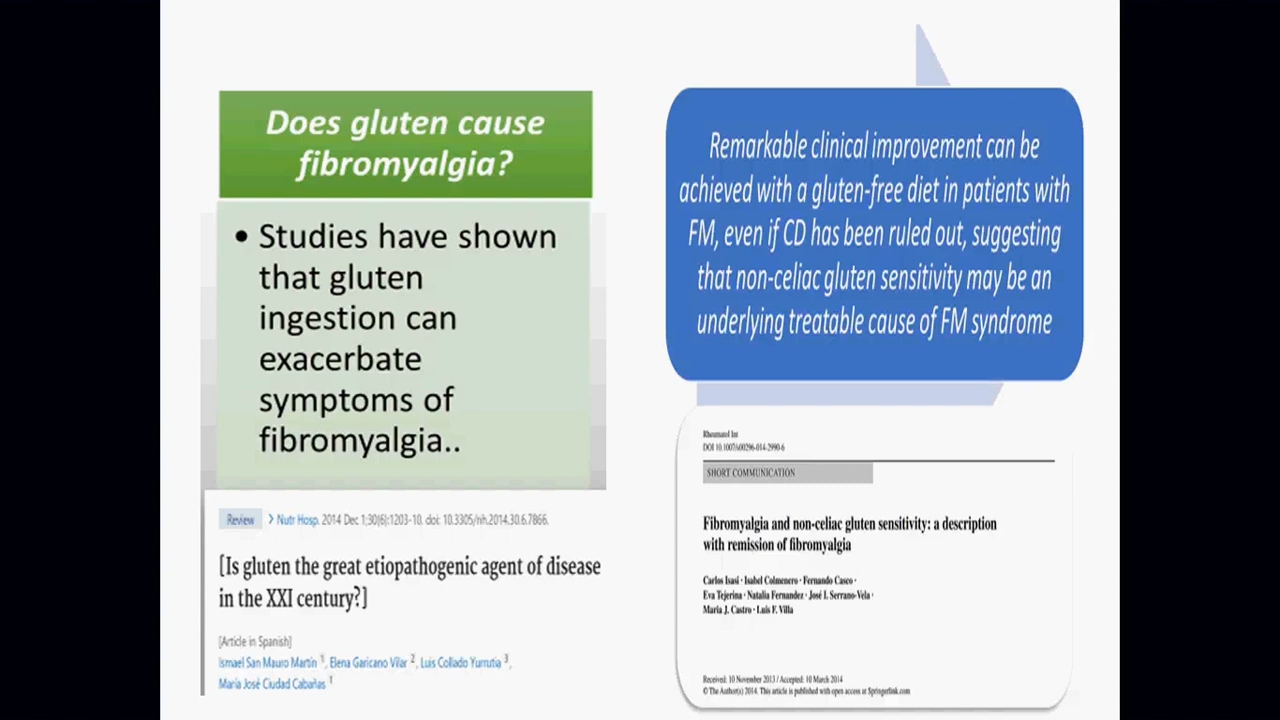 Does gluten cause
fibromyalgia?
• Studies have shown
that gluten
ingestion can
exacerbate
symptoms of
fibromyalgia..
Review > Nutr Hosp. 2014 Dec 1;30(6):1203-10. doi: 10.3305/nh.2014.30.6.7866.
[Is gluten the great etiopathogenic agent of disease
in the XXI century?]
[Article in Spanish]
Ismael San Mauro Martín 1, Elena Garicano Vilar 2, Luis Collado Yurrutia 3,
María José Ciudad Cabañas 1
Remarkable clinical improvement can be
achieved with a gluten-free diet in patients with
FM, even if CD has been ruled out, suggesting
that non-celiac gluten sensitivity may be an
underlying treatable cause of FM syndrome
Rheumatol Int
DOI 10.1007/s00296-014-2990-6
SHORT COMMUNICATION
Fibromyalgia and non-celiac gluten sensitivity: a description
with remission of fibromyalgia
Carlos Isasi · Isabel Colmenero · Fernando Casco ·
Eva Tejerina · Natalia Fernandez · José I. Serrano-Vela ·
Maria J. Castro · Luis F. Villa
Received: 10 November 2013 / Accepted: 10 March 2014
© The Author(s) 2014. This article is published with open access at Springerlink.com